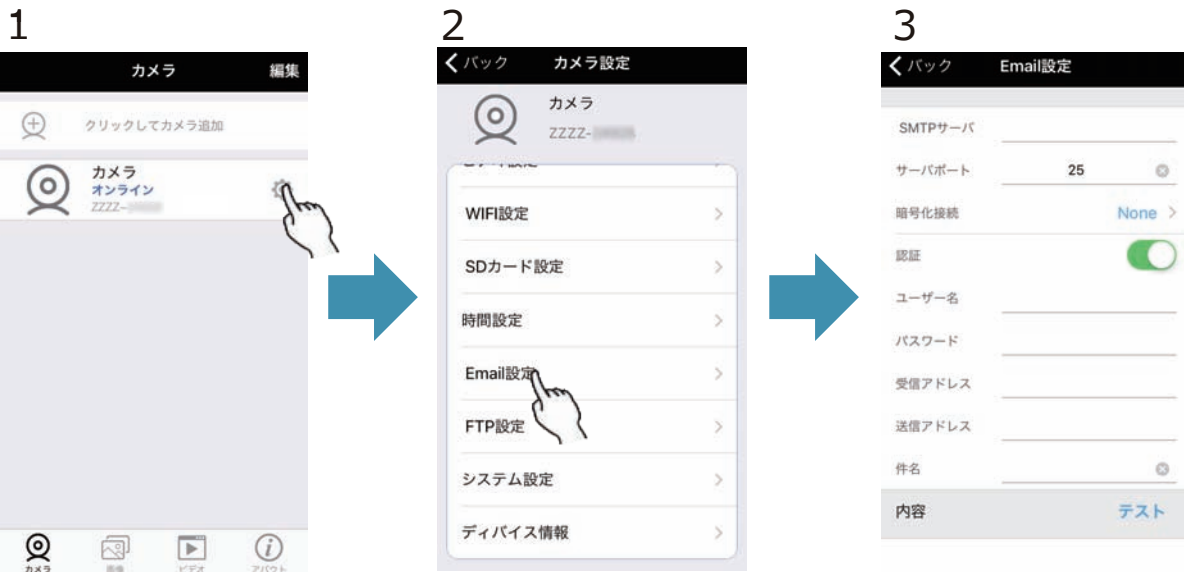 1
カメラ
編集
クリックしてカメラ追加
カメラ
オンライン
ZZZZ-
カメラ
画像
ビデオ
アバウト
2
バック
カメラ設定
カメラ
ZZZZ-
WIFI設定
SDカード設定
時間設定
Email設定
FTP設定
システム設定
ディバイス情報
3
バック
Email設定
SMTPサーバ
サーバポート
25
暗号化接続
None
認証
ユーザー名
パスワード
受信アドレス
送信アドレス
件名
内容
テスト